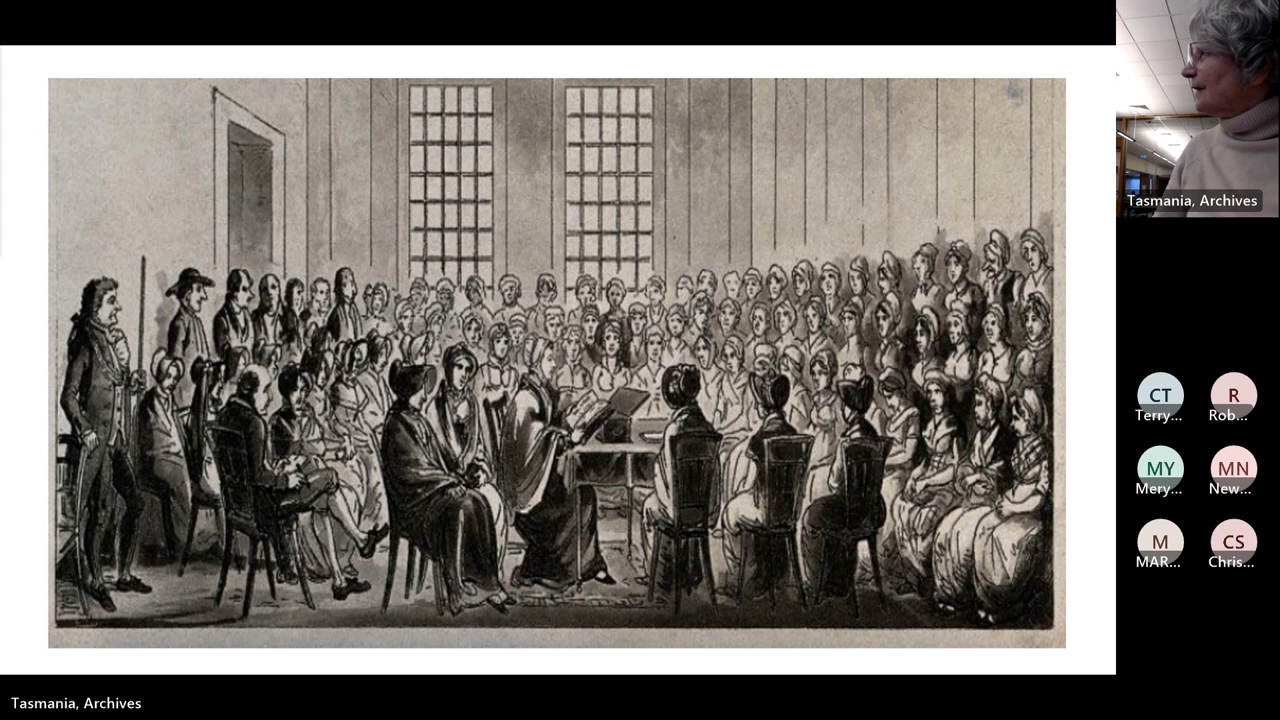 Tasmania, Archives
CT
Terry...
R
Rob...
MY
Mery...
MN
New...
M
MAR...
CS
Chris...
Tasmania, Archives